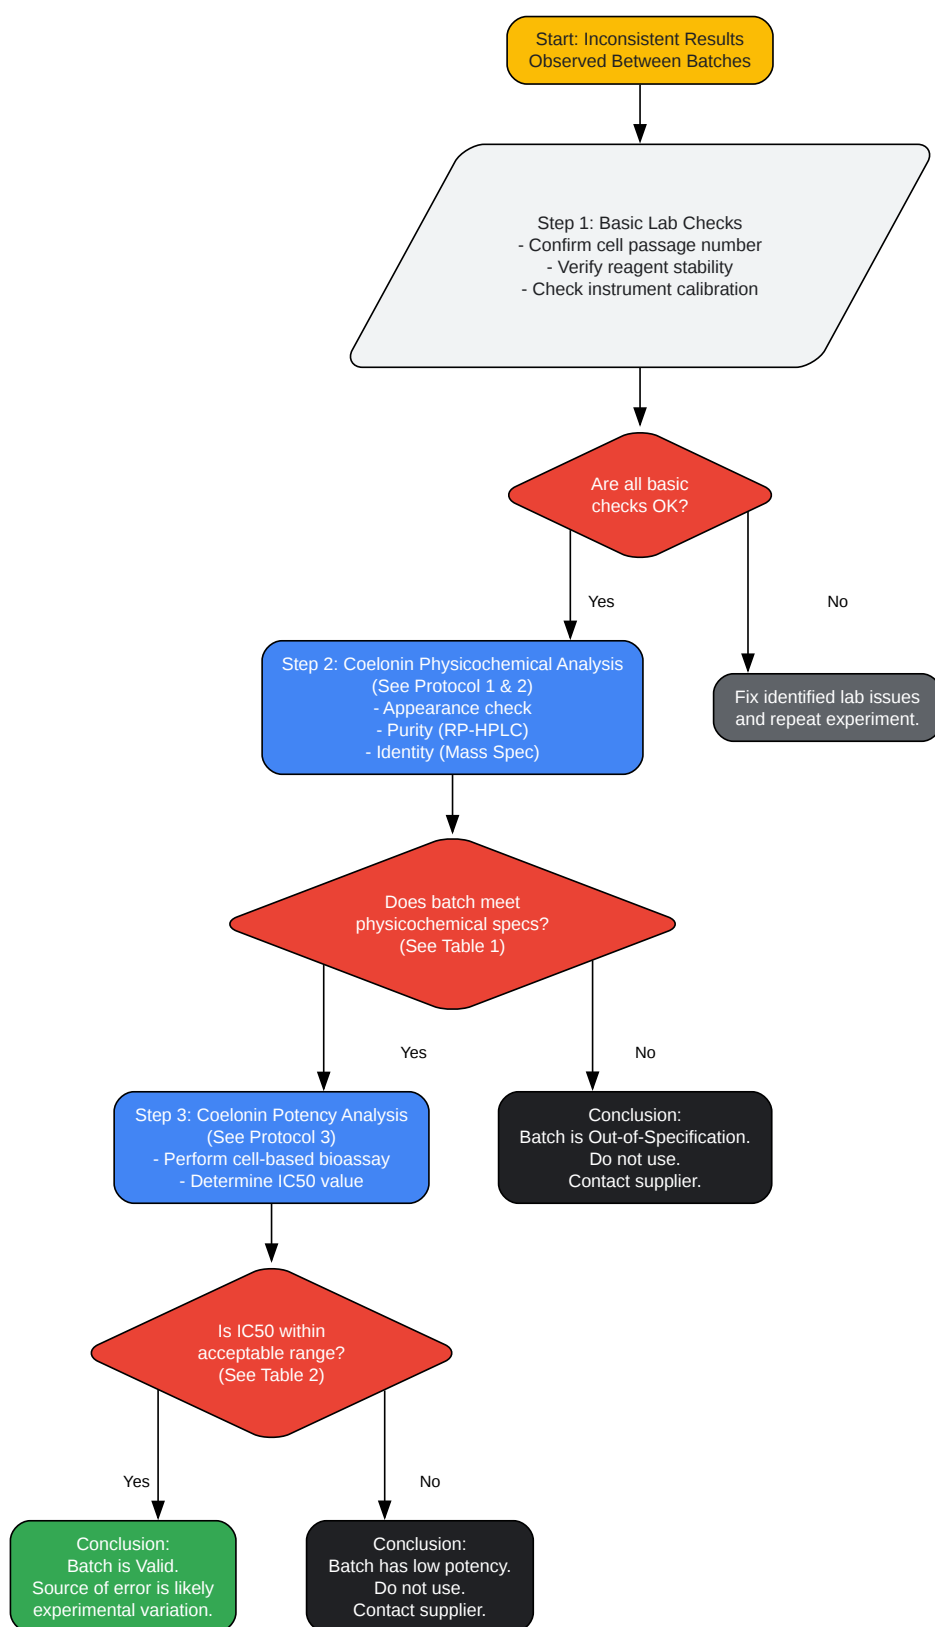 Start: Inconsistent Results
Observed Between Batches
Step 1: Basic Lab Checks
- Confirm cell passage number
- Verify reagent stability
- Check instrument calibration
Are all basic
checks OK?
Yes
No
Step 2: Coelonin Physicochemical Analysis
(See Protocol 1 & 2)
- Appearance check
- Purity (RP-HPLC)
- Identity (Mass Spec)
Fix identified lab issues
and repeat experiment.
Does batch meet
physicochemical specs?
(See Table 1)
Yes
No
Step 3: Coelonin Potency Analysis
(See Protocol 3)
- Perform cell-based bioassay
- Determine IC50 value
Conclusion:
Batch is Out-of-Specification.
Do not use.
Contact supplier.
Is IC50 within
acceptable range?
(See Table 2)
Yes
No
Conclusion:
Batch is Valid.
Source of error is likely
experimental variation.
Conclusion:
Batch has low potency.
Do not use.
Contact supplier.